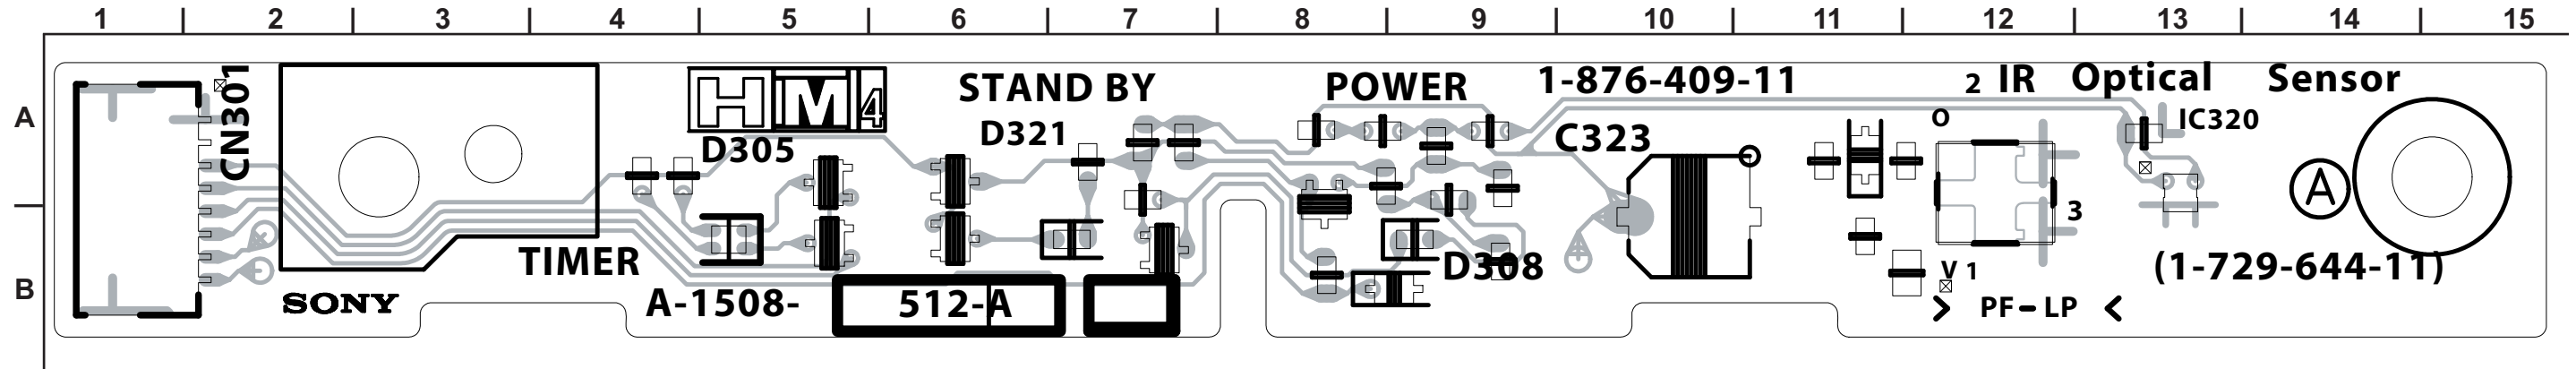 1 2 3 4 5 6 7 8 9 10 11 12 13 14 15
A
B
CN301
HM4
D305
STAND BY
D321
POWER
1-876-409-11
C323
2 IR Optical Sensor
O
IC320
3
A
TIMER
D308
V 1
(1-729-644-11)
SONY
A-1508-
512-A
> PF-LP <